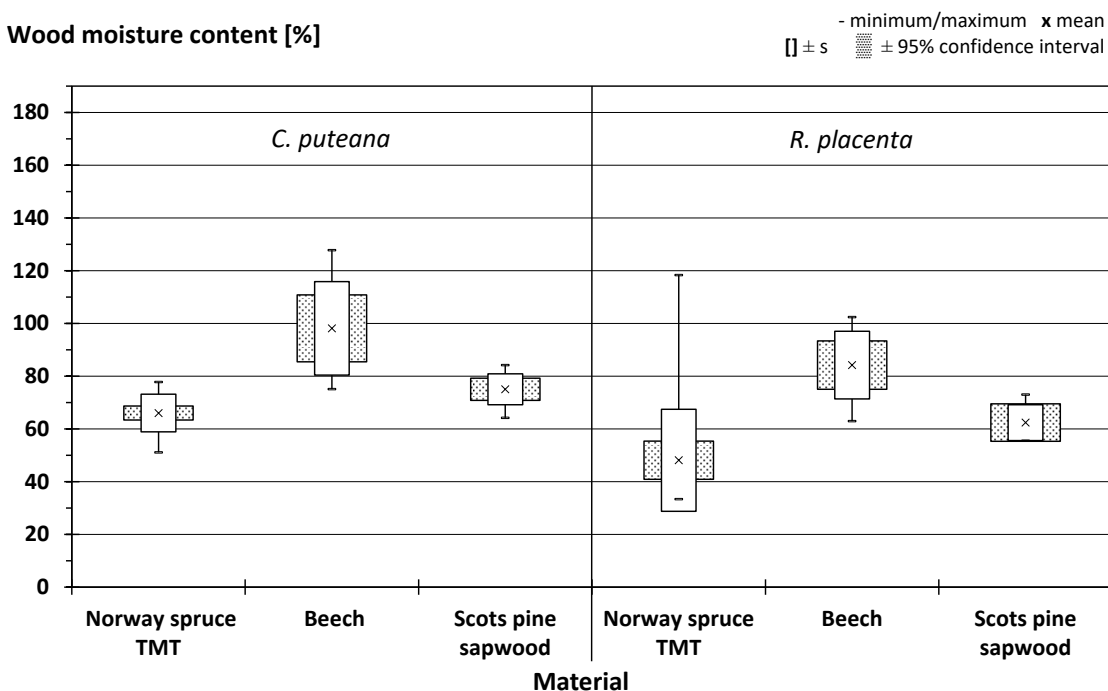 Wood moisture content [%]
- minimum/maximum x mean
[] ± s ± 95% confidence interval
180
160
140
120
100
80
60
40
20
0
C. puteana
R. placenta
Norway spruce TMT
Beech
Scots pine sapwood
Norway spruce TMT
Beech
Scots pine sapwood
Material